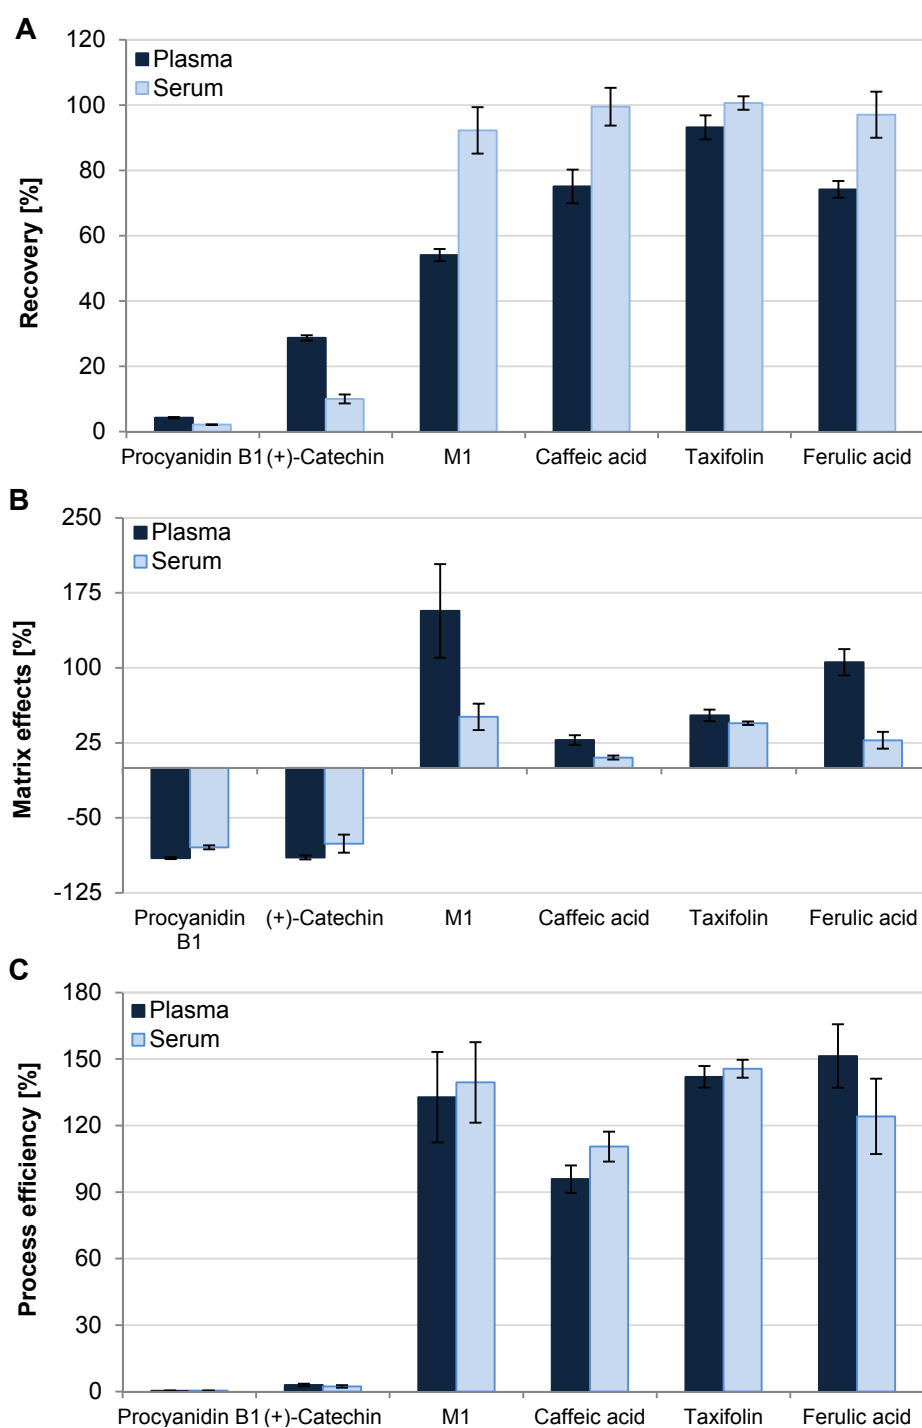 A
120
100
80
60
40
20
0
Recovery [%]
Plasma
Serum
Procyanidin B1 (+)-Catechin M1 Caffeic acid Taxifolin Ferulic acid
B
250
175
100
25
-50
-125
Matrix effects [%]
Plasma
Serum
Procyanidin B1 (+)-Catechin M1 Caffeic acid Taxifolin Ferulic acid
C
180
150
120
90
60
30
0
Process efficiency [%]
Plasma
Serum
Procyanidin B1 (+)-Catechin M1 Caffeic acid Taxifolin Ferulic acid